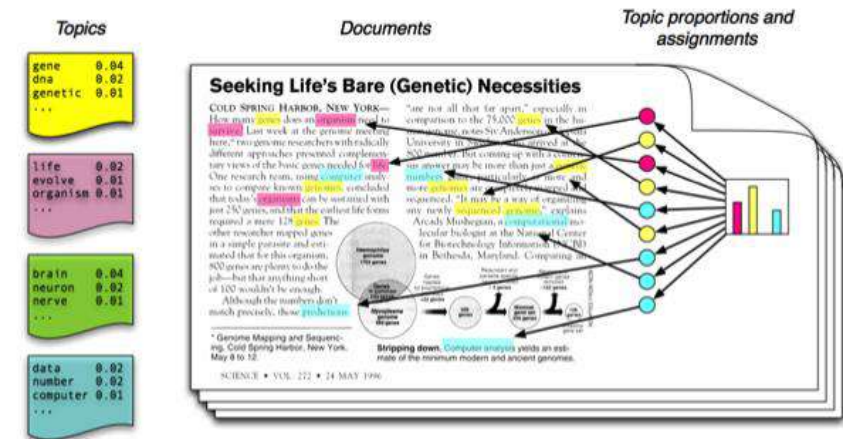 Topics
gene 0.04
dna 0.02
genetic 0.01
...
life 0.02
evolve 0.01
organism 0.01
...
brain 0.04
neuron 0.02
nerve 0.01
...
data 0.02
number 0.02
computer 0.01
...
Documents
Seeking Life's Bare (Genetic) Necessities
COLD SPRING HARBOR, NEW YORK—
How many genes does an organism need to
survive? Last week at the genome meeting
here,* two genome researchers with radically
different approaches presented complemen-
tary views of the basic genes needed for life.
One research team, using computer analy-
ses to compare known genomes, concluded
that today's organisms can be sustained with
just 250 genes, and that the earliest life forms
required a mere 128 genes. The
other researcher mapped genes
in a simple parasite and esti-
mated that for this organism,
800 genes are plenty to do the
job—but that anything short
of 100 wouldn't be enough.
Although the numbers don't
match precisely, those predictions
* Genome Mapping and Sequenc-
ing, Cold Spring Harbor, New York,
May 8 to 12.
"are not all that far apart," especially in
comparison to the 75,000 genes in the hu-
man genome, notes Siv Andersson
University in arrived at the
800 number. But coming up with a
sus answer may be more than just a
numbers particularly more and
more genomes are completely mapped and
sequenced. "It may be a way of organizing
any newly sequenced genome," explains
Arcady Mushegian, a computational mo-
lecular biologist at the National Center
for Biotechnology Information (NCBI)
in Bethesda, Maryland. Comparing an
Haemophilus
genome
1703 genes
Mycoplasma
genome
genes
Stripping down. Computer analysis yields an esti-
mate of the minimum modern and ancient genomes.
SCIENCE • VOL. 272 • 24 MAY 1996
Topic proportions and
assignments